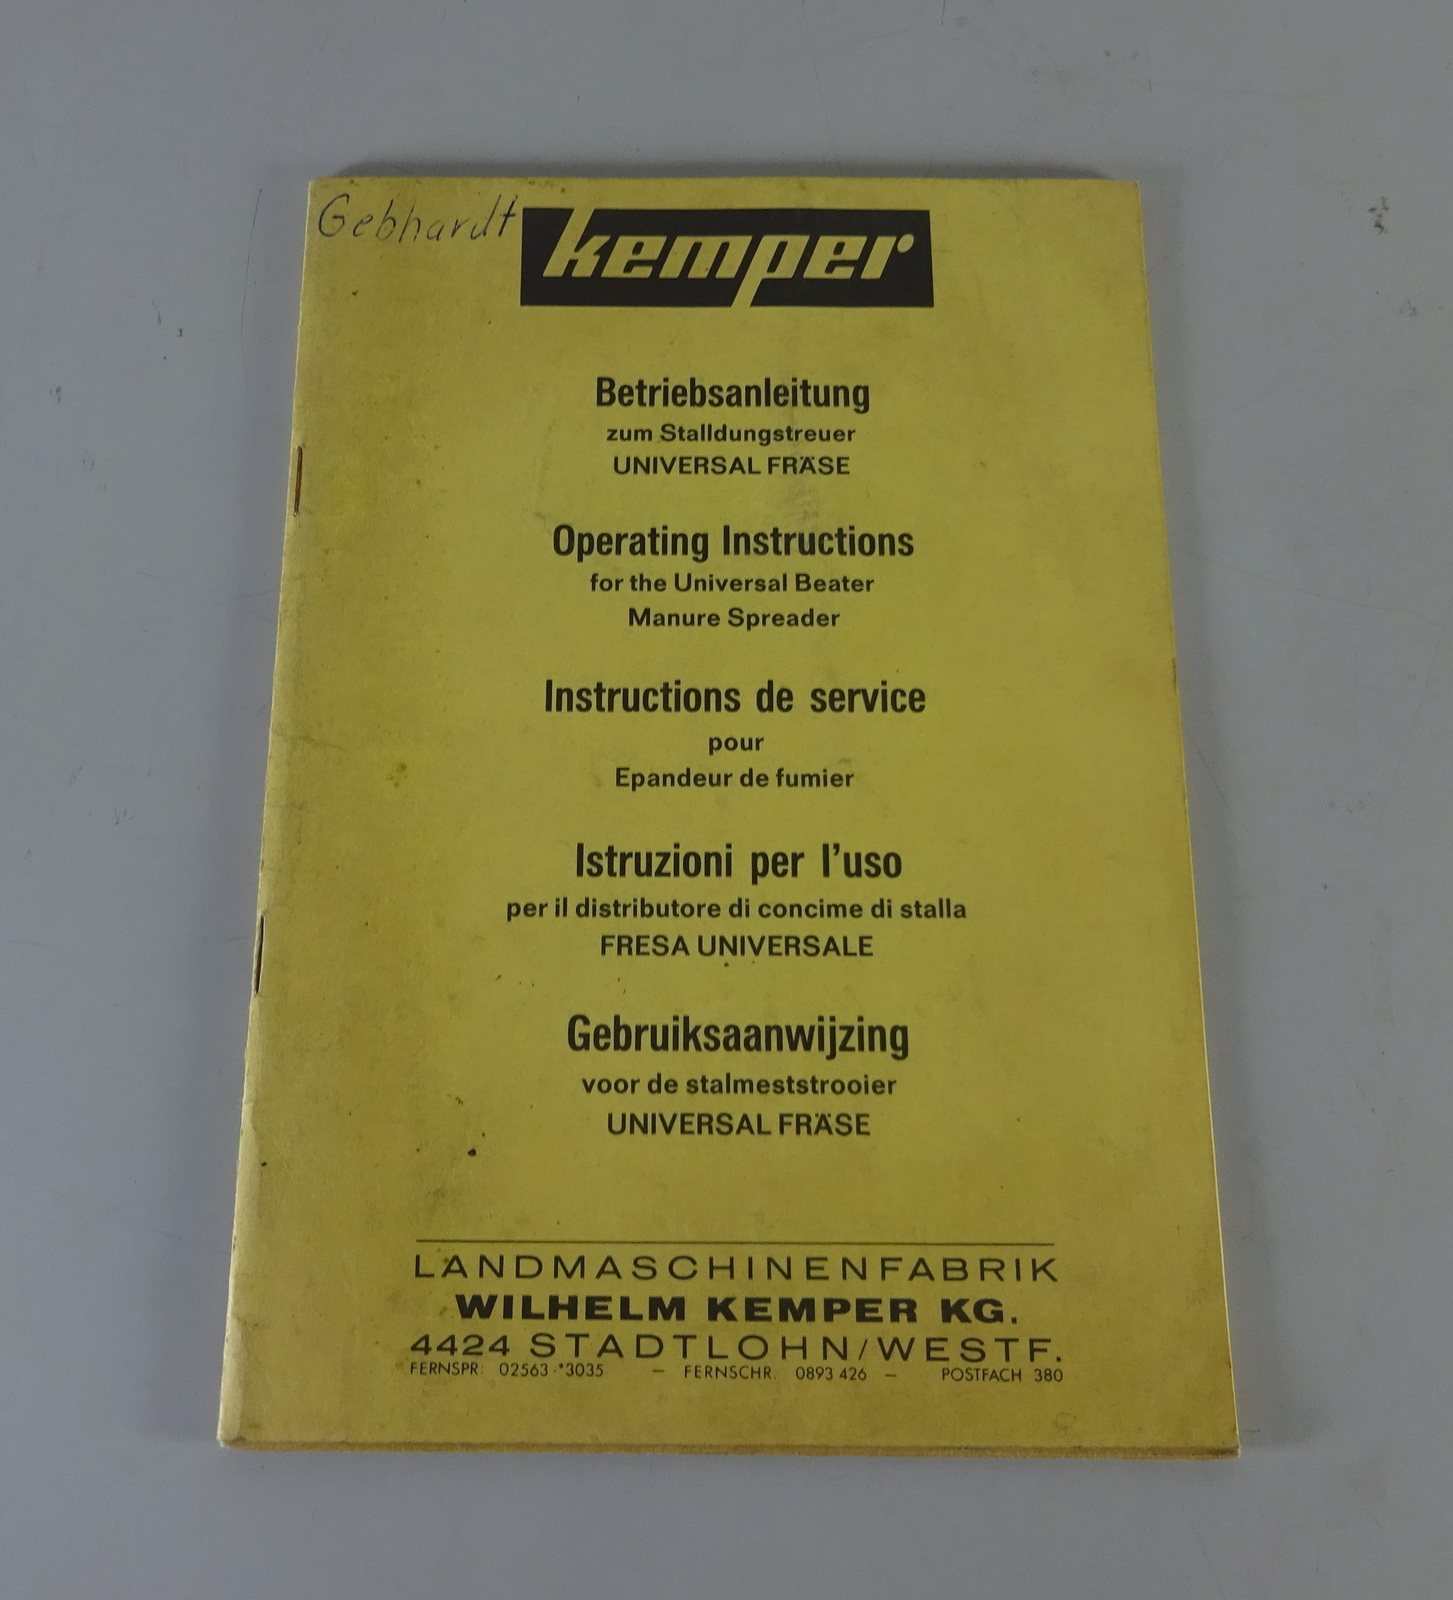 Gebhardt
kemper
Betriebsanleitung
zum Stalldungstreuer
UNIVERSAL FRÄSE
Operating Instructions
for the Universal Beater
Manure Spreader
Instructions de service
pour
Epandeur de fumier
Istruzioni per l'uso
per il distributore di concime di stalla
FRESA UNIVERSALE
Gebruiksaanwijzing
voor de stalmeststrooier
UNIVERSAL FRÄSE
LANDMASCHINENFABRIK
WILHELM KEMPER KG.
4424 STADTLOHN/WESTF.
FERNSPR: 02563-*3035 – FERNSCHR. 0893 426 – POSTFACH 380